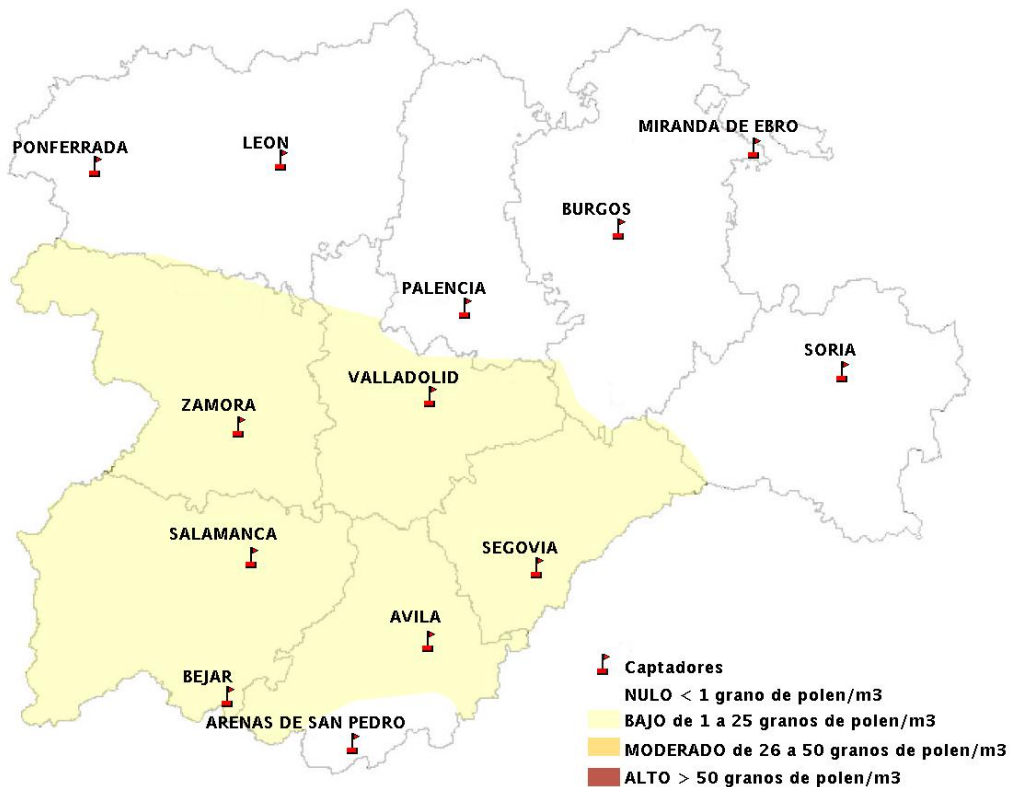 MIRANDA DE EBRO
PONFERRADA
LEON
BURGOS
PALENCIA
SORIA
VALLADOLID
ZAMORA
SALAMANCA
SEGOVIA
AVILA
BEJAR
ARENAS DE SAN PEDRO
Captadores
NULO < 1 grano de polen/m3
BAJO de 1 a 25 granos de polen/m3
MODERADO de 26 a 50 granos de polen/m3
ALTO > 50 granos de polen/m3